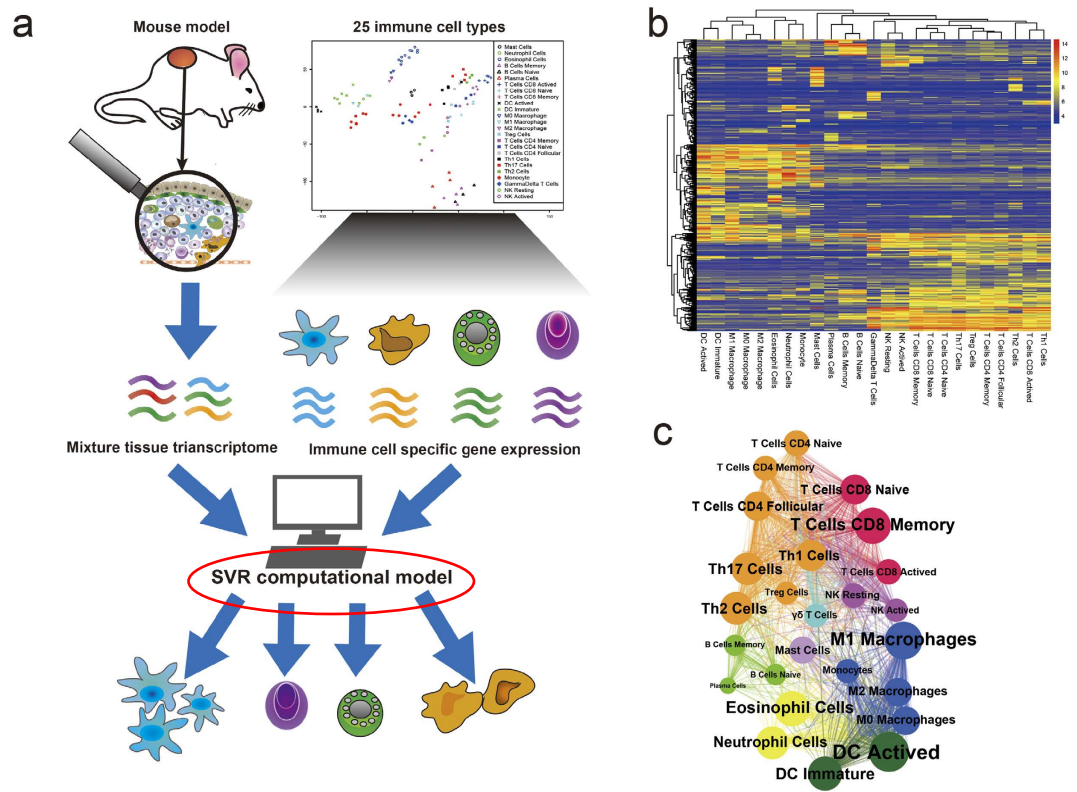 a
Mouse model
25 immune cell types
Mast Cells
Neutrophil Cells
Eosinophil Cells
B Cells Memory
B Cells Naive
Plasma Cells
T Cells CD8 Actived
T Cells CD8 Naive
T Cells CD8 Memory
DC Actived
DC Immature
M0 Macrophage
M1 Macrophage
M2 Macrophage
Treg Cells
T Cells CD4 Memory
T Cells CD4 Naive
T Cells CD4 Follicular
Th1 Cells
Th17 Cells
Th2 Cells
Monocyte
GammaDelta T Cells
NK Resting
NK Actived
Mixture tissue transcriptome
Immune cell specific gene expression
SVR computational model
b
14
12
10
8
6
4
DC Actived
DC Immature
M1 Macrophage
M0 Macrophage
M2 Macrophage
Eosinophil Cells
Neutrophil Cells
Monocyte
Mast Cells
Plasma Cells
B Cells Memory
B Cells Naive
GammaDelta T Cells
NK Resting
NK Actived
T Cells CD8 Memory
T Cells CD8 Naive
T Cells CD4 Naive
Th17 Cells
Treg Cells
T Cells CD4 Memory
T Cells CD4 Follicular
Th2 Cells
T Cells CD8 Actived
Th1 Cells
c
T Cells CD4 Naive
T Cells CD4 Memory
T Cells CD8 Naive
T Cells CD4 Follicular
T Cells CD8 Memory
Th1 Cells
Th17 Cells
T Cells CD8 Actived
Treg Cells
NK Resting
Th2 Cells
γδ T Cells
NK Actived
M1 Macrophages
B Cells Memory
Mast Cells
Monocytes
B Cells Naive
Plasma Cells
M2 Macrophages
Eosinophil Cells
M0 Macrophages
Neutrophil Cells
DC Actived
DC Immature